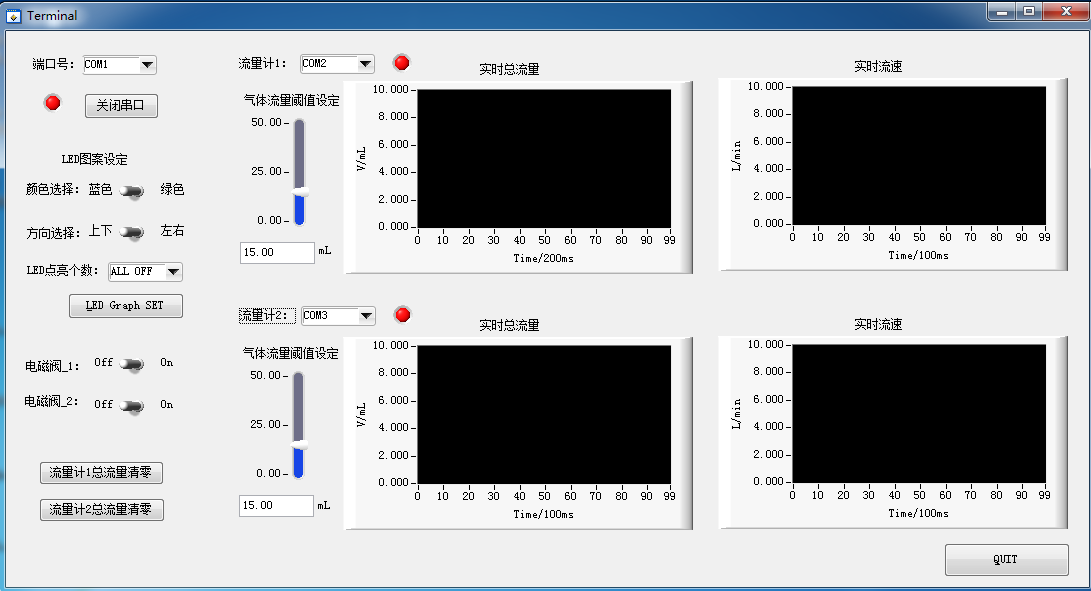 Terminal
端口号: COM1
关闭串口
LED图案设定
颜色选择: 蓝色 绿色
方向选择: 上下 左右
LED点亮个数: ALL OFF
LED Graph SET
电磁阀_1: Off On
电磁阀_2: Off On
流量计1总流量清零
流量计2总流量清零
流量计1: COM2
气体流量阈值设定
50.00
25.00
0.00
15.00 mL
实时总流量
10.000
8.000
6.000
4.000
2.000
0.000
V/mL
0 10 20 30 40 50 60 70 80 90 99
Time/200ms
实时流速
10.000
8.000
6.000
4.000
2.000
0.000
L/min
0 10 20 30 40 50 60 70 80 90 99
Time/100ms
流量计2: COM3
气体流量阈值设定
50.00
25.00
0.00
15.00 mL
实时总流量
10.000
8.000
6.000
4.000
2.000
0.000
V/mL
0 10 20 30 40 50 60 70 80 90 99
Time/100ms
实时流速
10.000
8.000
6.000
4.000
2.000
0.000
L/min
0 10 20 30 40 50 60 70 80 90 99
Time/100ms
QUIT